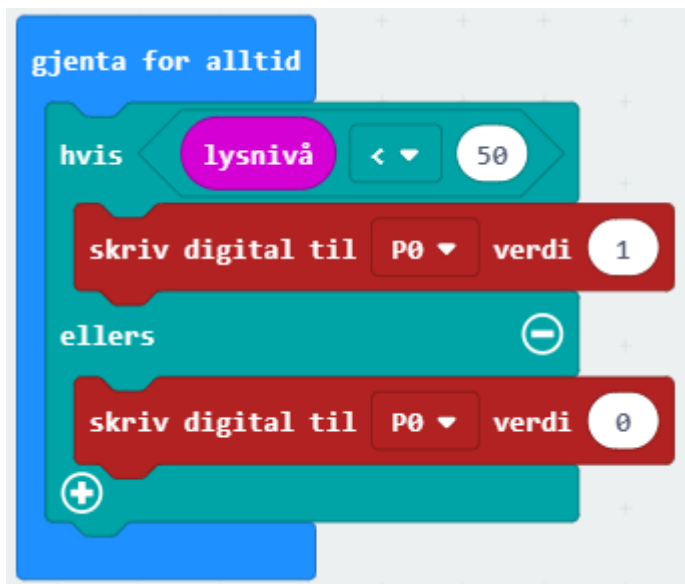 gjenta for alltid
hvis lysnivå < 50
skriv digital til P0 verdi 1
ellers
skriv digital til P0 verdi 0